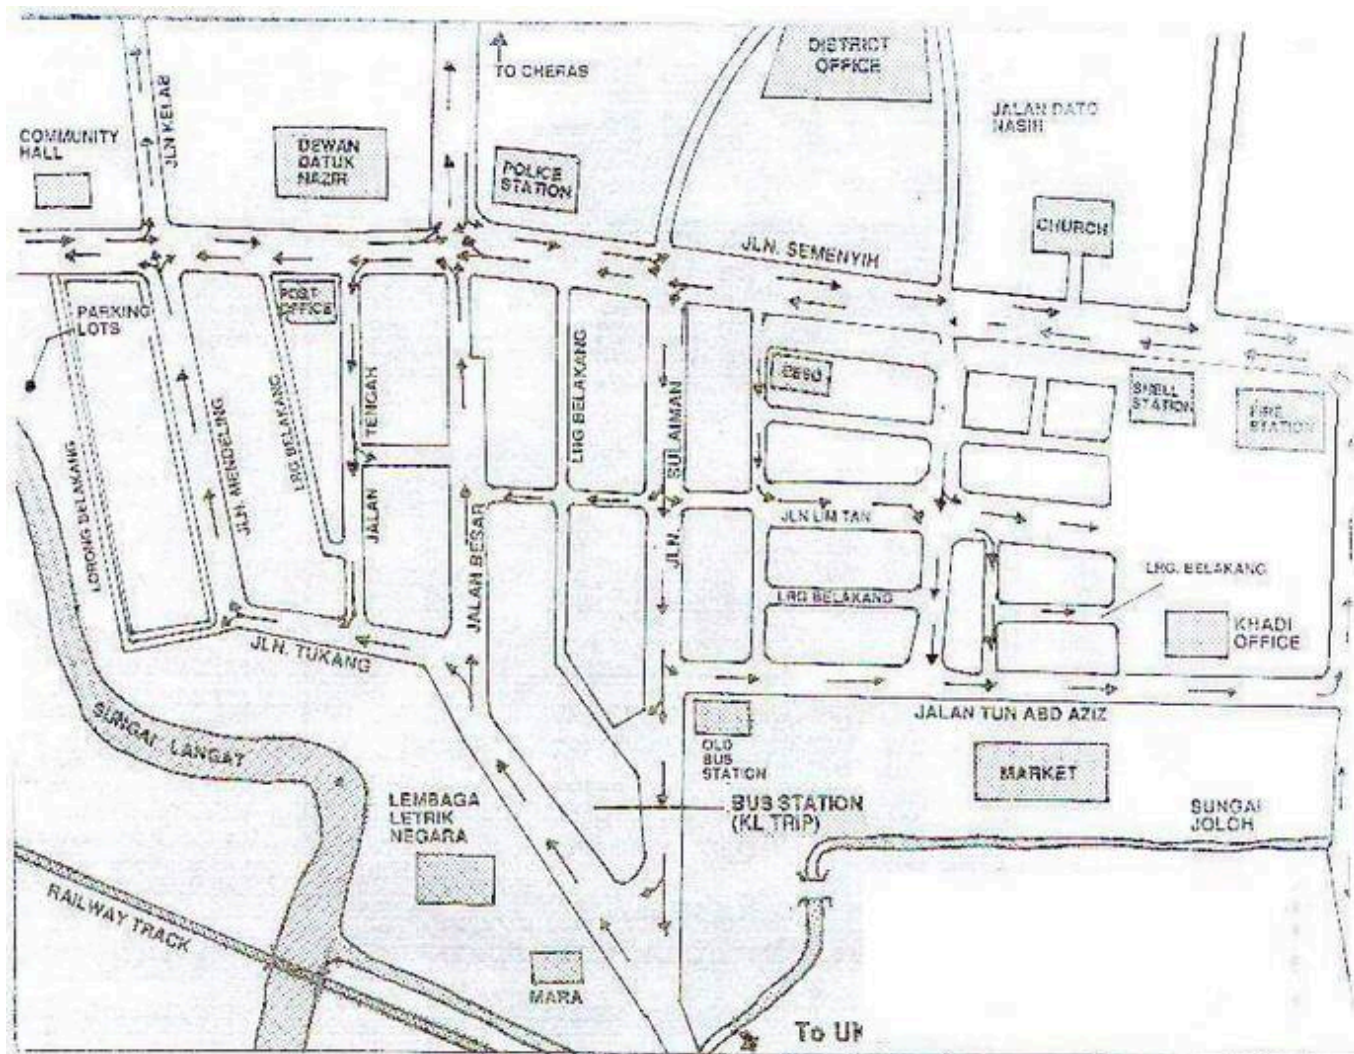 DISTRICT
OFFICE
TO CHERAS
JLN KELAB
JALAN DATO
NASIR
COMMUNITY
HALL
DEWAN
DATUK
NAZIR
POLICE
STATION
CHURCH
JLN. SEMENYIH
POST
OFFICE
PARKING
LOTS
ESSO
SHELL
STATION
FIRE
STATION
LORONG BELAKANG
JLN. MENDELING
LRG BELAKANG
JALAN
TENGAH
JALAN BESAR
LRG BELAKANG
JLN.
SULAIMAN
JLN LIM TAN
LRG BELAKANG
LRG. BELAKANG
KHADI
OFFICE
JLN. TUKANG
SUNGAI LANGAT
JALAN TUN ABD AZIZ
OLD
BUS
STATION
MARKET
LEMBAGA
LETRIK
NEGARA
BUS STATION
(KL TRIP)
SUNGAI
JOLOH
RAILWAY TRACK
MARA
To UK